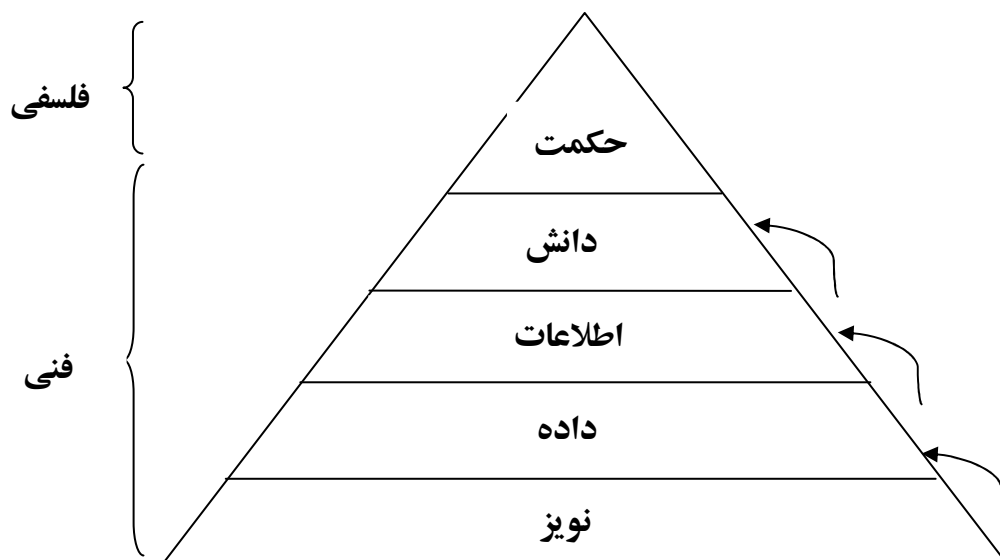 فلسفی
حکمت
دانش
اطلاعات
فنی
داده
نویز